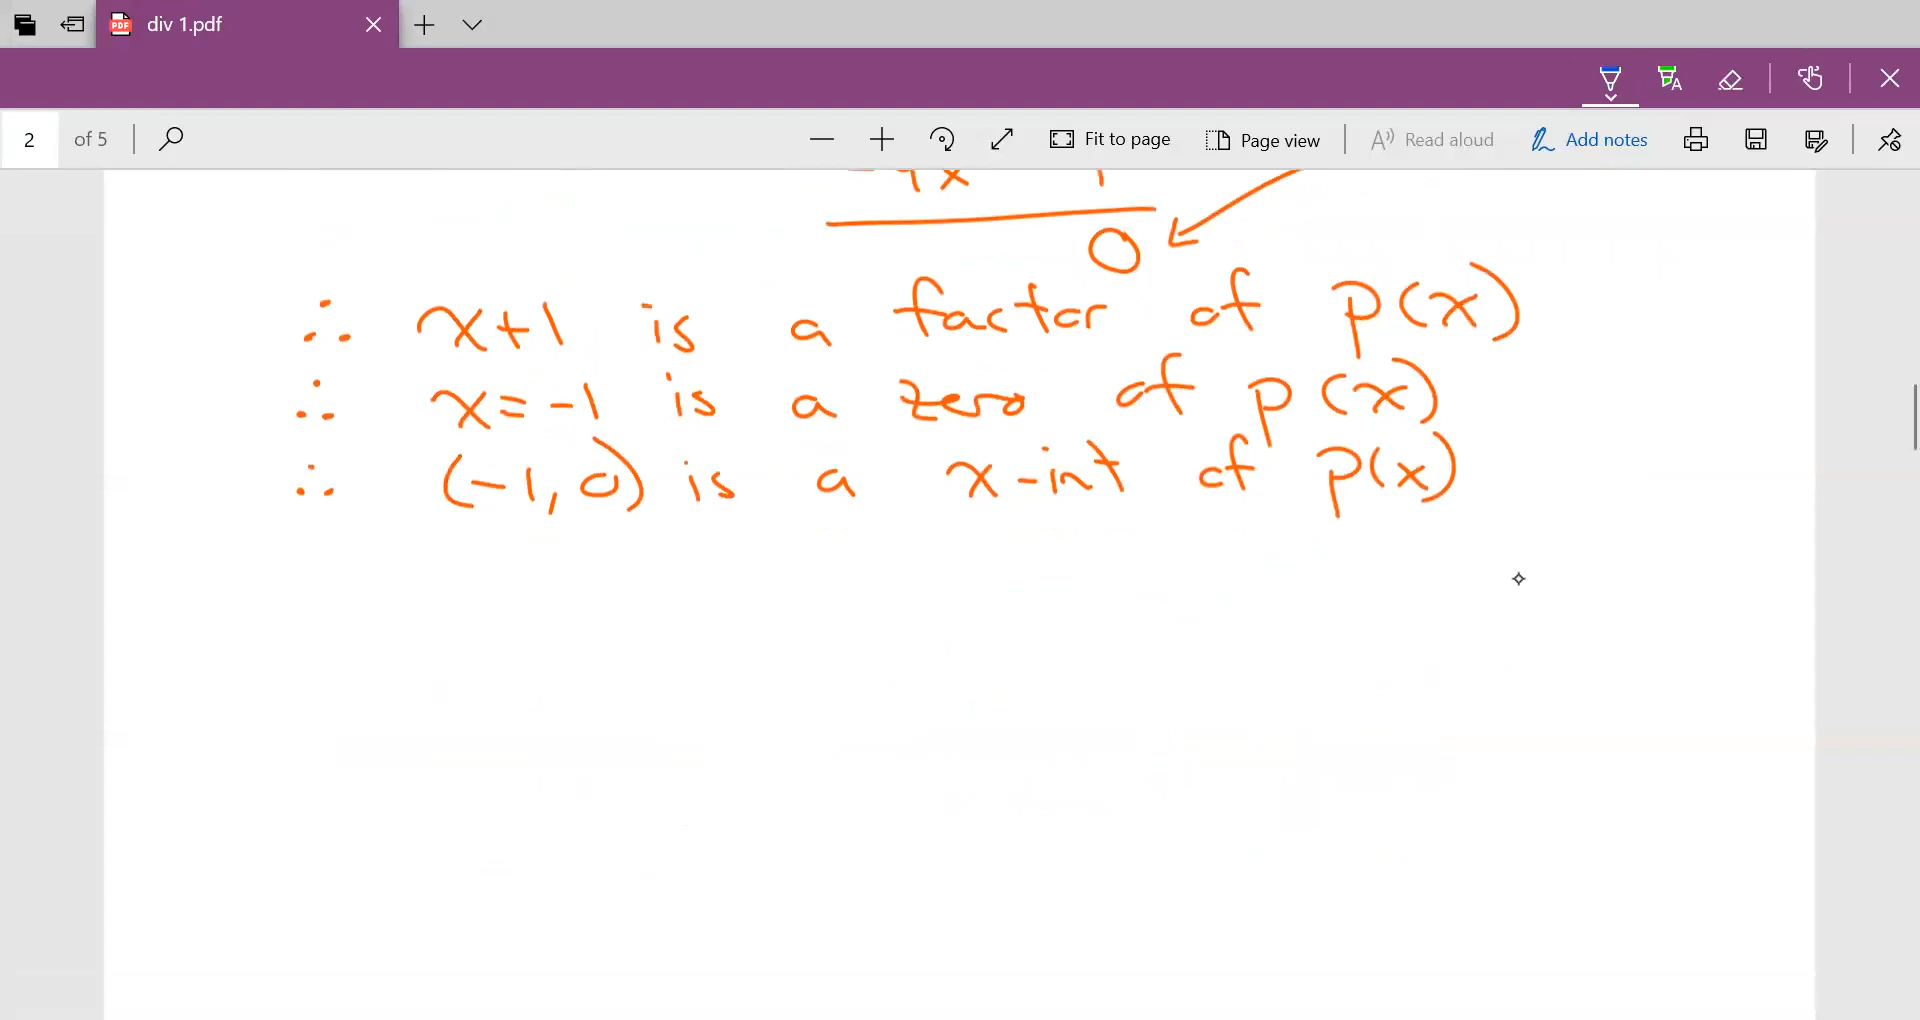 div 1.pdf
2 of 5 Fit to page Page view Read aloud Add notes
0
∴ x+1 is a factor of p(x)
∴ x=-1 is a zero of p(x)
∴ (-1,0) is a x-int of p(x)